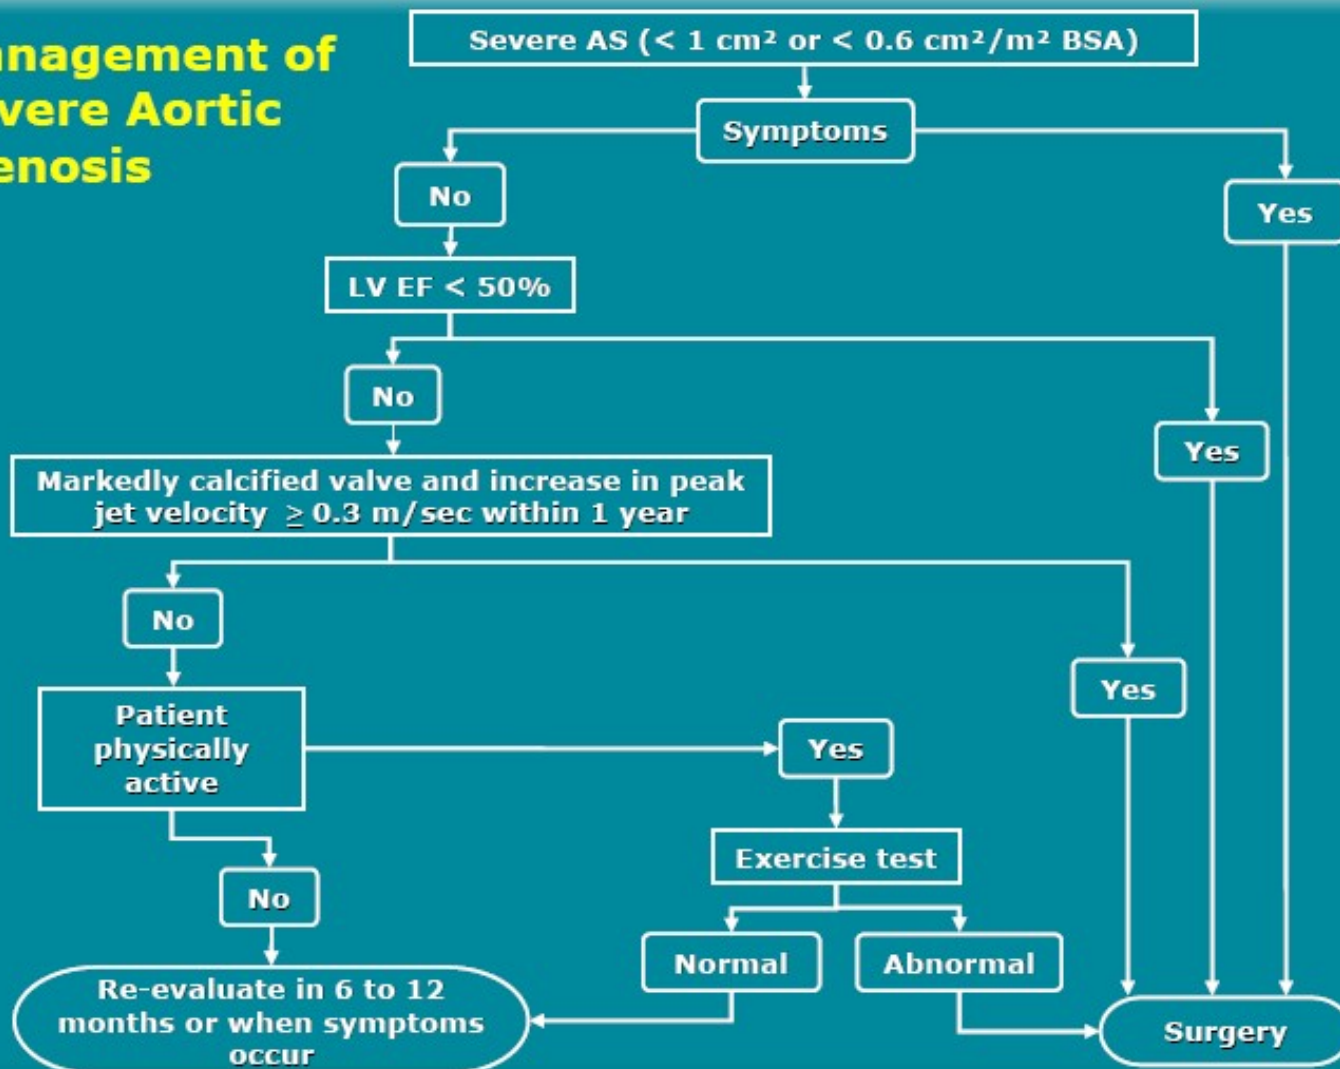 anagement of
vere Aortic
enosis
Severe AS (< 1 cm² or < 0.6 cm²/m² BSA)
Symptoms
No
Yes
LV EF < 50%
No
Yes
Markedly calcified valve and increase in peak
jet velocity ≥ 0.3 m/sec within 1 year
No
Yes
Patient
physically
active
Yes
Exercise test
No
Normal
Abnormal
Re-evaluate in 6 to 12
months or when symptoms
occur
Surgery